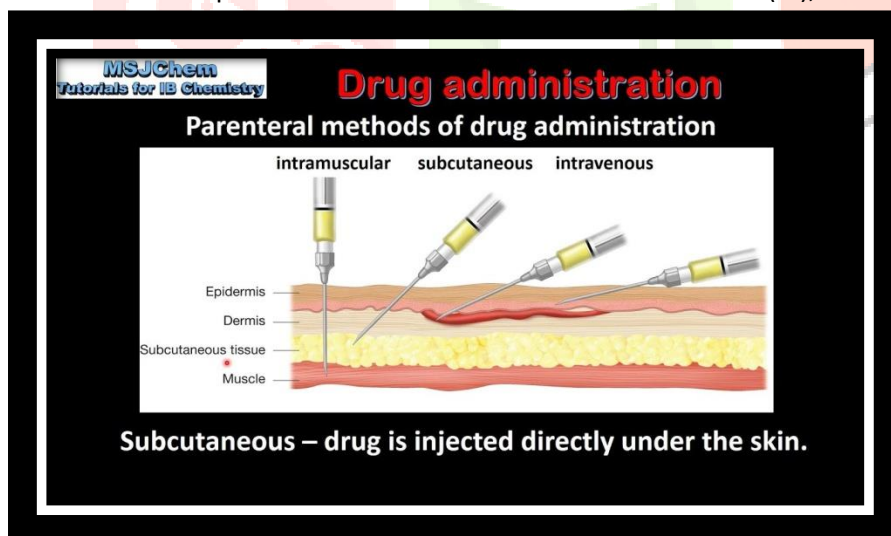 MSJChem
Tutorials for IB Chemistry
Drug administration
Parenteral methods of drug administration
intramuscular subcutaneous intravenous
Epidermis
Dermis
Subcutaneous tissue
Muscle
Subcutaneous – drug is injected directly under the skin.